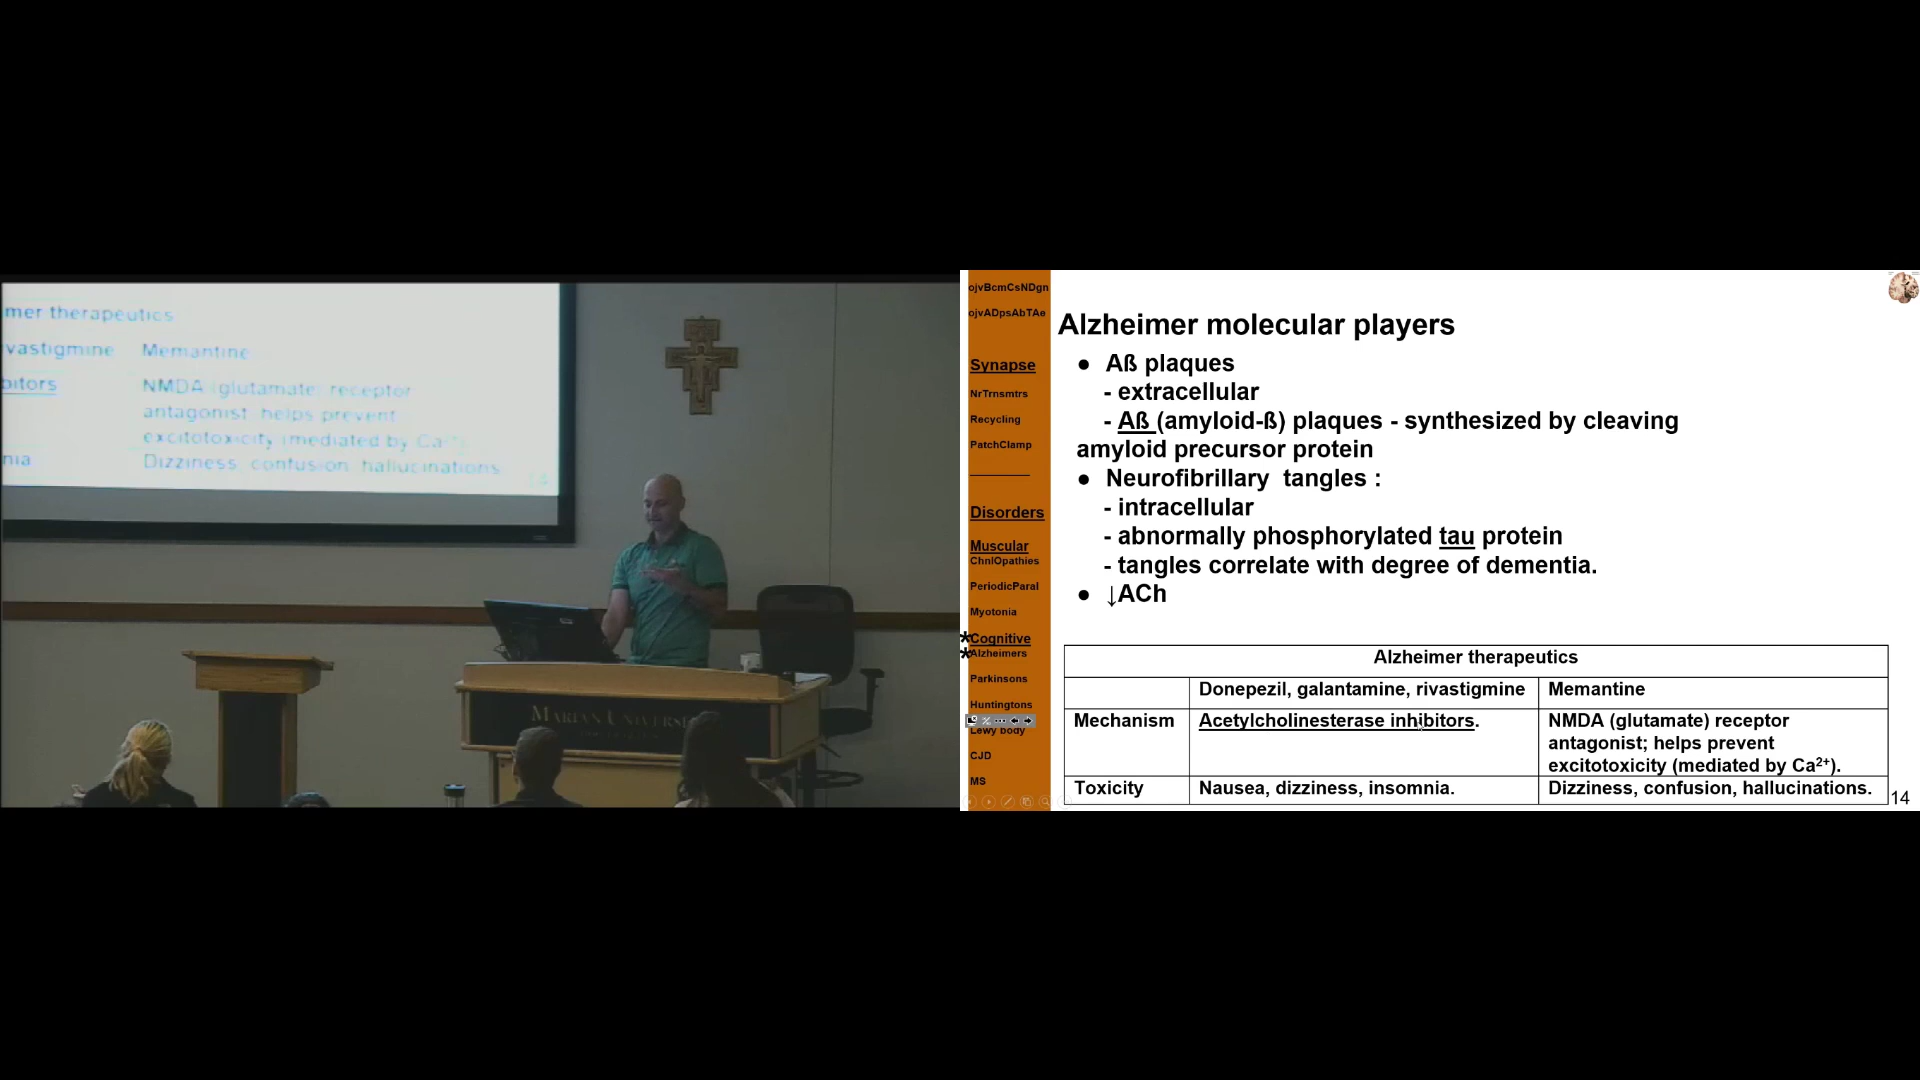 mer therapeutics
vastigmine Memantine
bitors NMDA (glutamate) receptor
antagonist helps prevent
excitotoxicity (mediated by Ca
nia Dizziness confusion hallucinations
MARIAN UNIVERSI
ojvBcmCsNDgn
ojvADpsAbTAe
Synapse
NrTrnsmtrs
Recycling
PatchClamp
Disorders
Muscular
ChnlOpathies
PeriodicParal
Myotonia
*Cognitive
*Alzheimers
Parkinsons
Huntingtons
Lewy body
CJD
MS
Alzheimer molecular players
● Aß plaques
- extracellular
- Aß (amyloid-ß) plaques - synthesized by cleaving
amyloid precursor protein
● Neurofibrillary tangles :
- intracellular
- abnormally phosphorylated tau protein
- tangles correlate with degree of dementia.
● ↓ACh
Alzheimer therapeutics
Donepezil, galantamine, rivastigmine Memantine
Mechanism Acetylcholinesterase inhibitors. NMDA (glutamate) receptor
antagonist; helps prevent
excitotoxicity (mediated by Ca²⁺).
Toxicity Nausea, dizziness, insomnia. Dizziness, confusion, hallucinations.
14